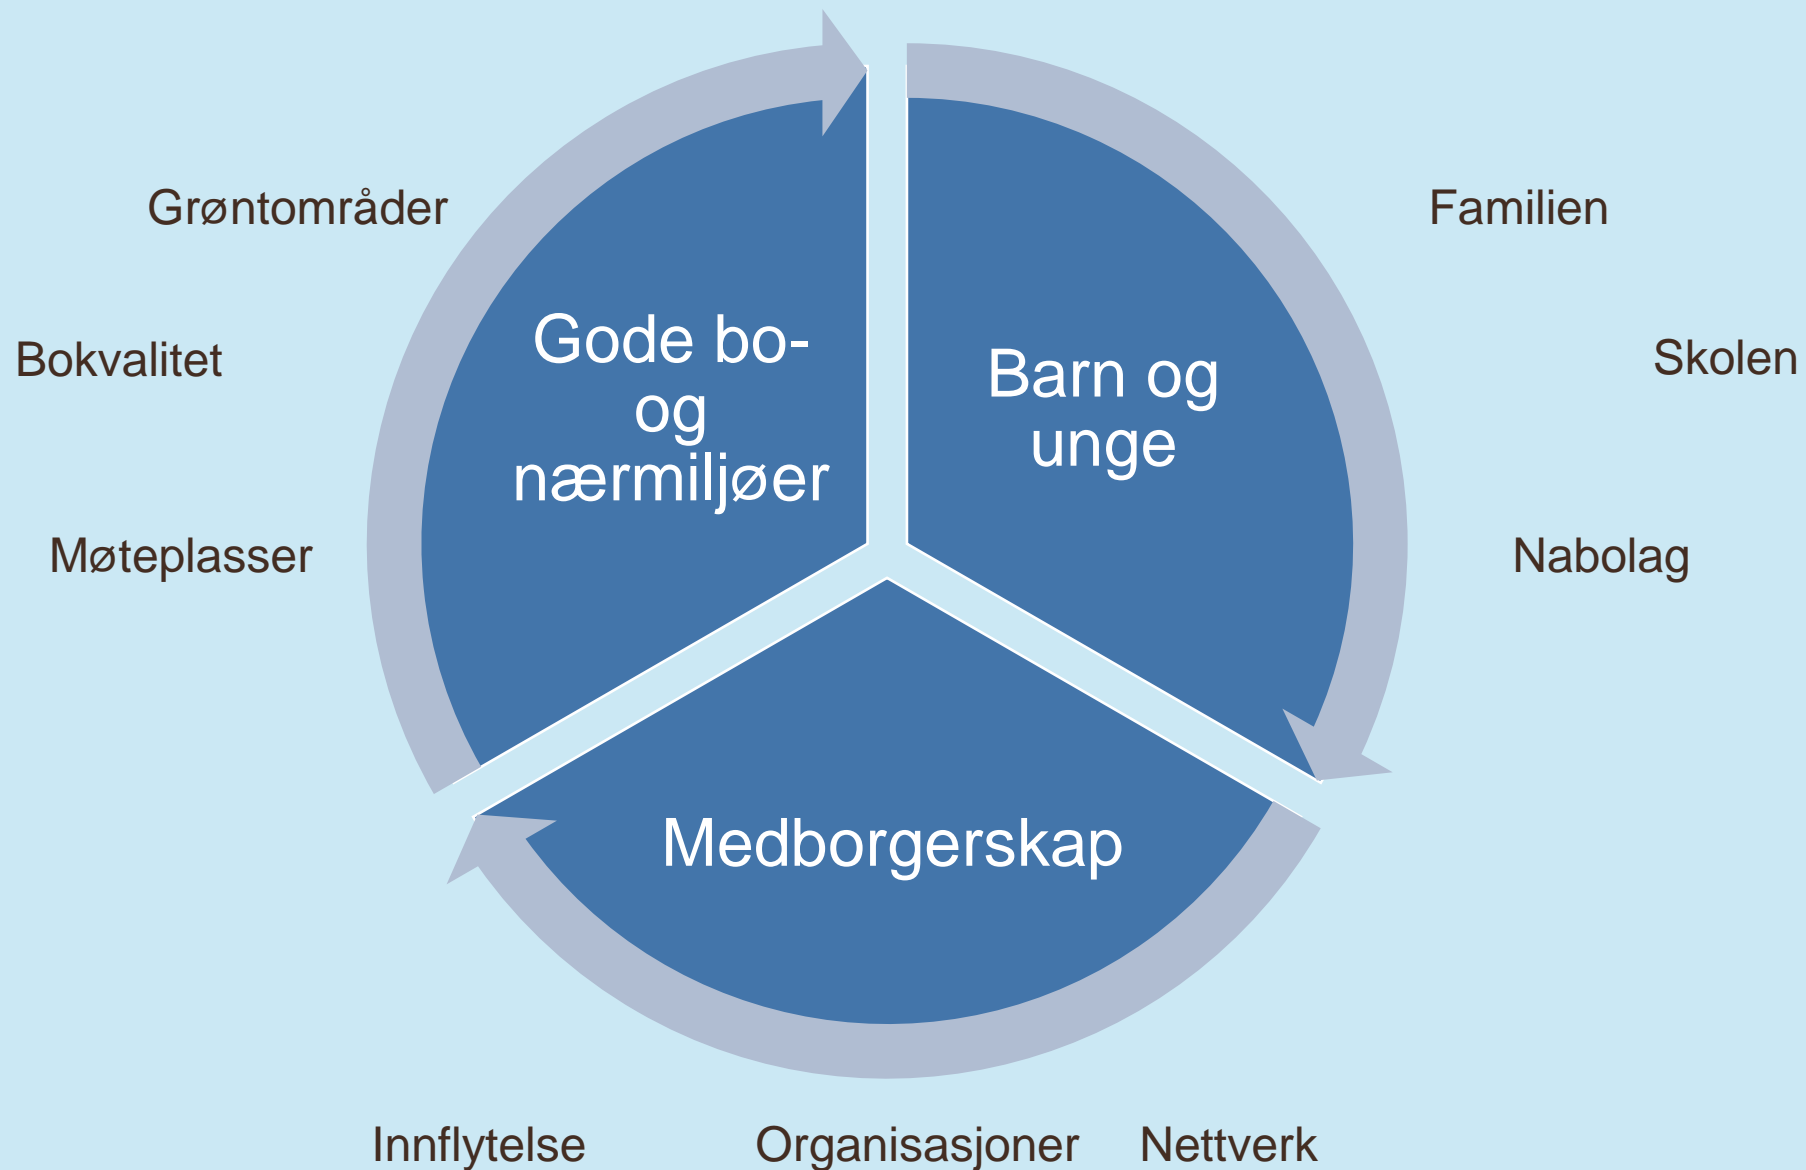 Grøntområder
Familien
Bokvalitet
Skolen
Møteplasser
Nabolag
Gode bo-
og
nærmiljøer
Barn og
unge
Medborgerskap
Innflytelse
Organisasjoner
Nettverk